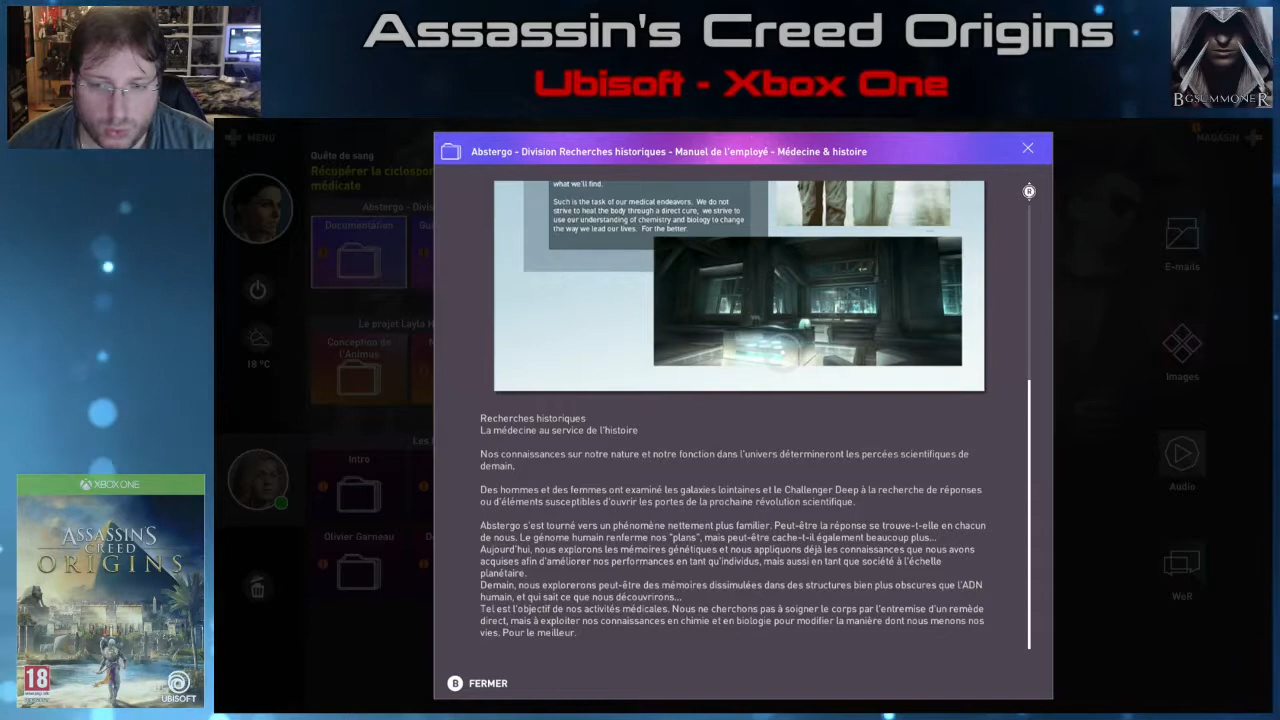 Assassin's Creed Origins
Ubisoft - Xbox One
BGSUMMONER
MENU
MAGASIN
Quête de sang
Récupérer la ciclospor
médicale
Abstergo - Divis
Documentation
Gu
Le projet Layla H
Conception de
l'Animus
18 °C
Les
Intro
Olivier Garneau
Abstergo - Division Recherches historiques - Manuel de l'employé - Médecine & histoire
what we'll find.
Such is the task of our medical endeavors. We do not
strive to heal the body through a direct cure, we strive to
use our understanding of chemistry and biology to change
the way we lead our lives. For the better.
Recherches historiques
La médecine au service de l'histoire
Nos connaissances sur notre nature et notre fonction dans l'univers détermineront les percées scientifiques de
demain.
Des hommes et des femmes ont examiné les galaxies lointaines et le Challenger Deep à la recherche de réponses
ou d'éléments susceptibles d'ouvrir les portes de la prochaine révolution scientifique.
Abstergo s'est tourné vers un phénomène nettement plus familier. Peut-être la réponse se trouve-t-elle en chacun
de nous. Le génome humain renferme nos "plans", mais peut-être cache-t-il également beaucoup plus...
Aujourd'hui, nous explorons les mémoires génétiques et nous appliquons déjà les connaissances que nous avons
acquises afin d'améliorer nos performances en tant qu'individus, mais aussi en tant que société à l'échelle
planétaire.
Demain, nous explorerons peut-être des mémoires dissimulées dans des structures bien plus obscures que l'ADN
humain, et qui sait ce que nous découvrirons...
Tel est l'objectif de nos activités médicales. Nous ne cherchons pas à soigner le corps par l'entremise d'un remède
direct, mais à exploiter nos connaissances en chimie et en biologie pour modifier la manière dont nous menons nos
vies. Pour le meilleur.
R
B FERMER
E-mails
Images
Audio
WeR
XBOX ONE
ASSASSIN'S
CREED
ORIGINS
18
UBISOFT